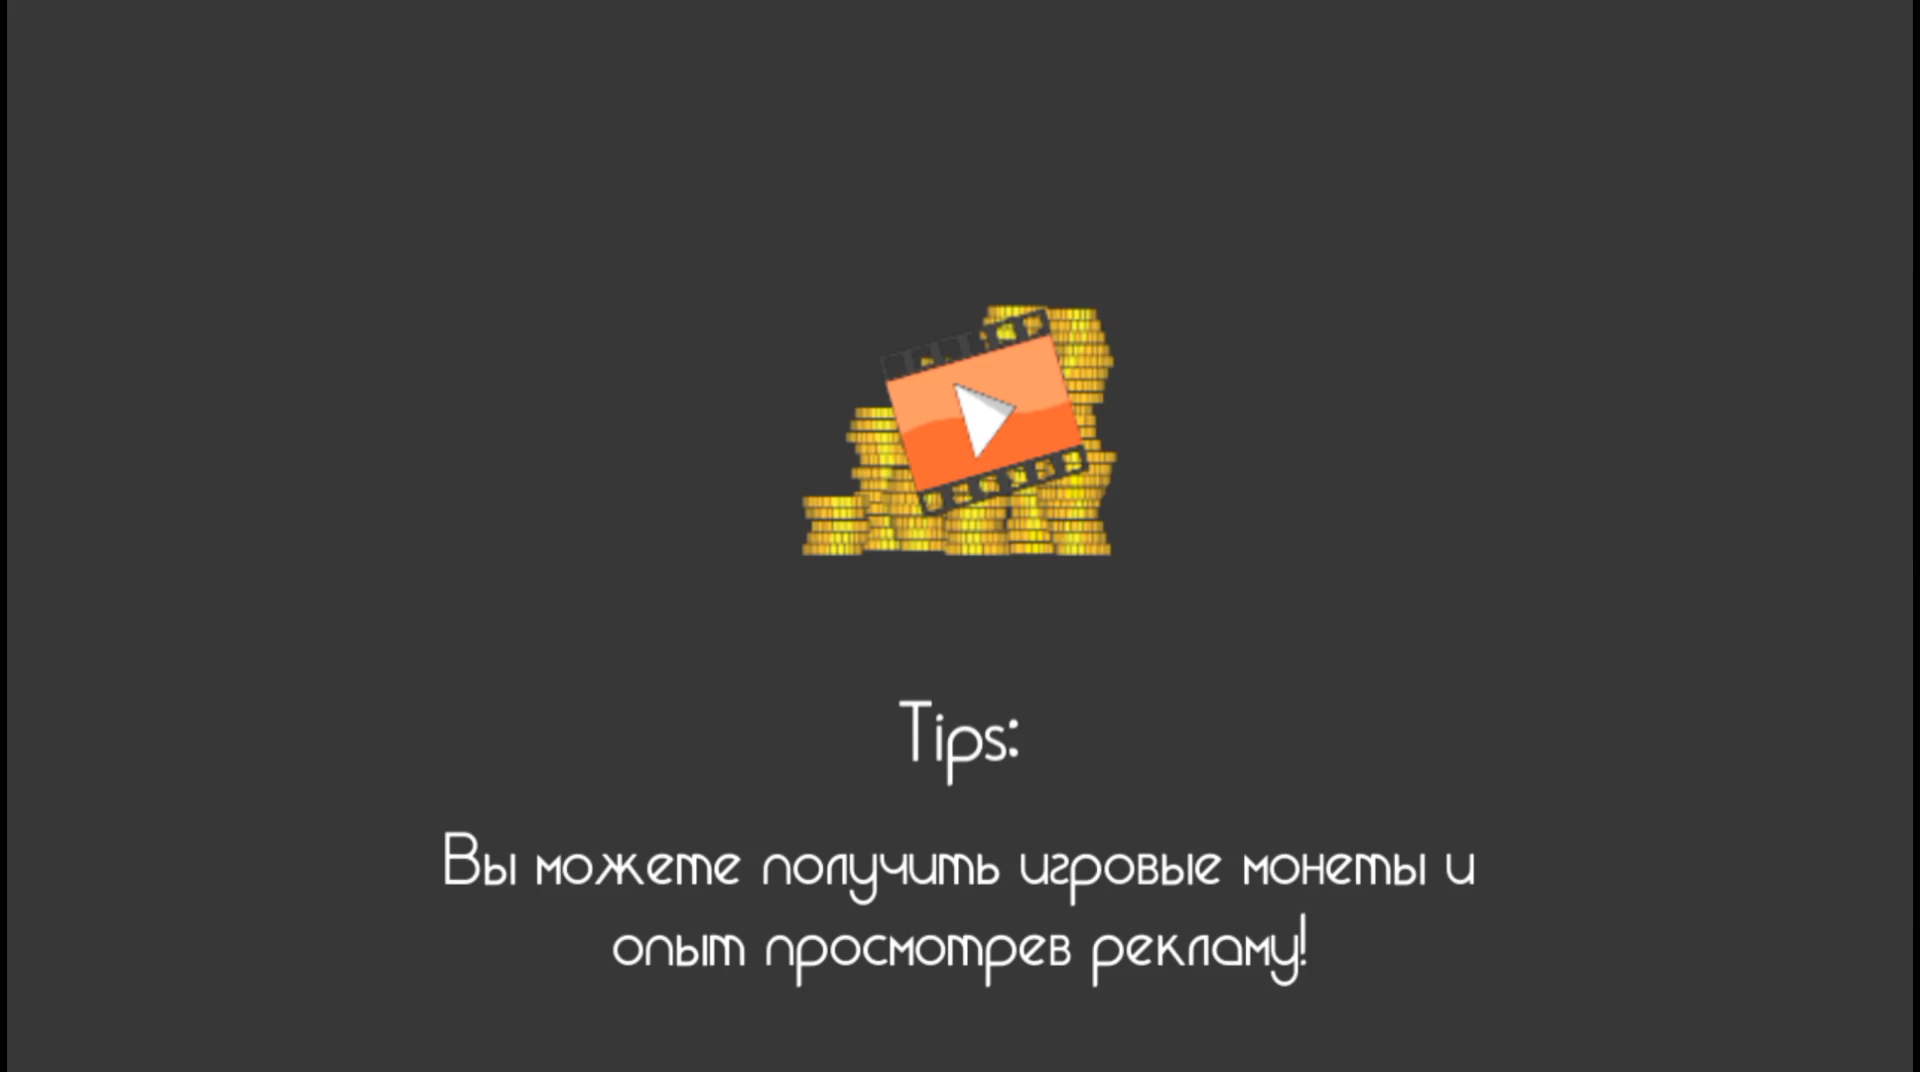 Tips:
Вы можете получить игровые монеты и
опыт просмотрев рекламу!